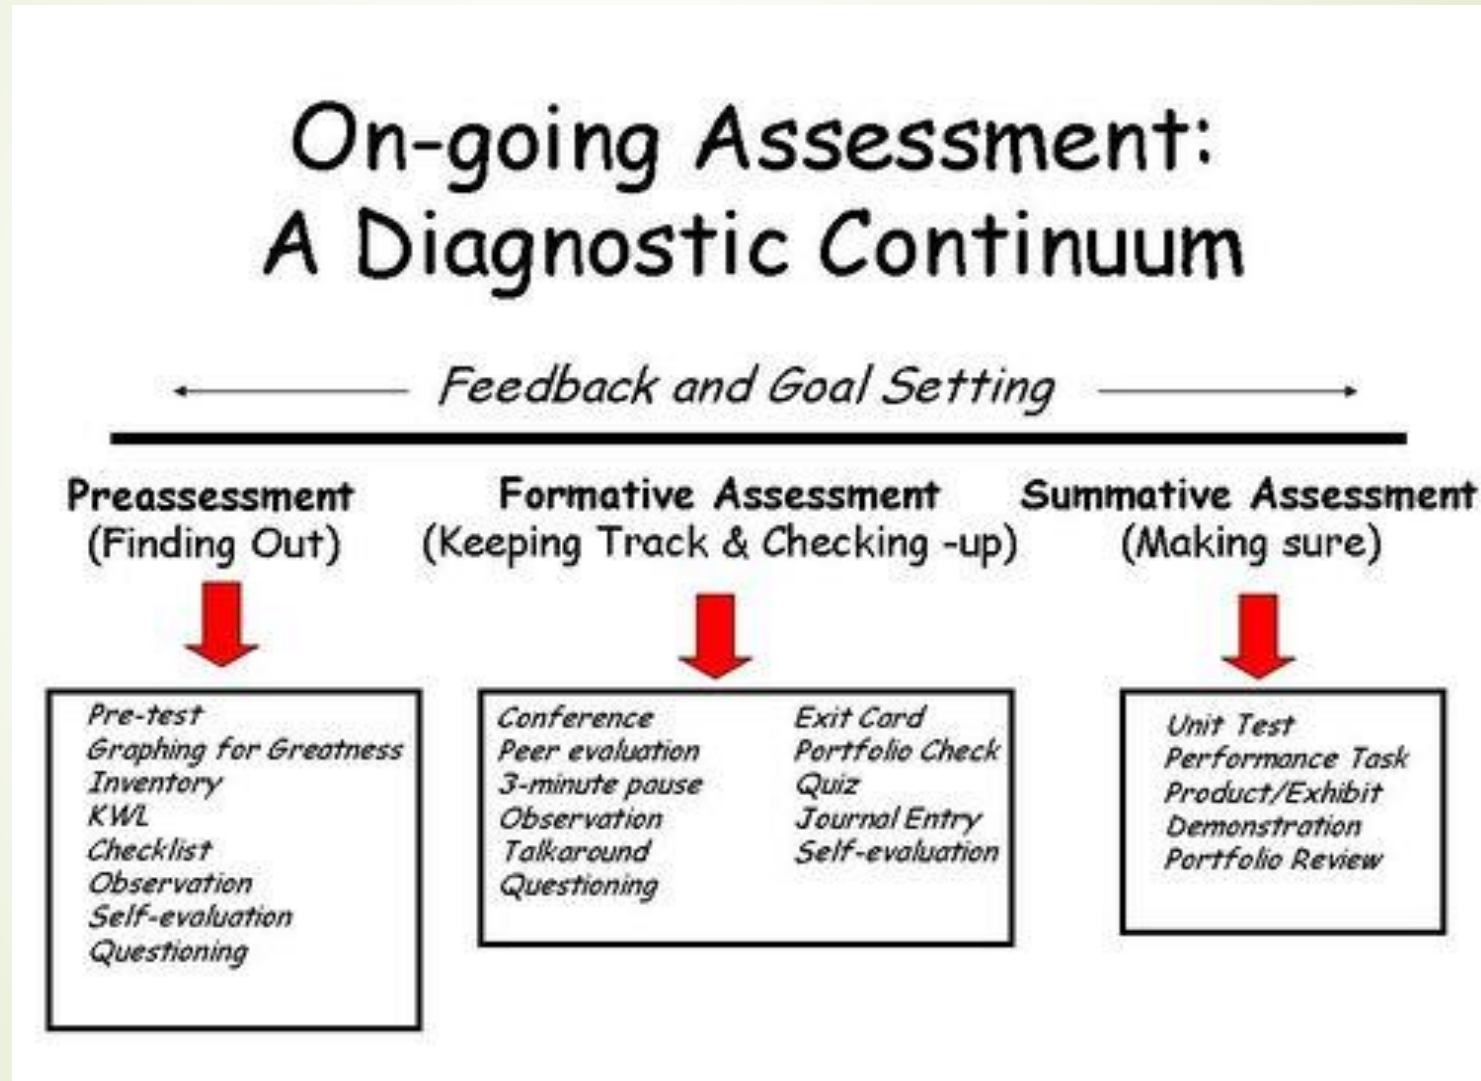 On-going Assessment:
A Diagnostic Continuum
Feedback and Goal Setting
Preassessment
(Finding Out)
Pre-test
Graphing for Greatness
Inventory
KWL
Checklist
Observation
Self-evaluation
Questioning
Formative Assessment
(Keeping Track & Checking -up)
Conference
Peer evaluation
3-minute pause
Observation
Talkaround
Questioning
Exit Card
Portfolio Check
Quiz
Journal Entry
Self-evaluation
Summative Assessment
(Making sure)
Unit Test
Performance Task
Product/Exhibit
Demonstration
Portfolio Review